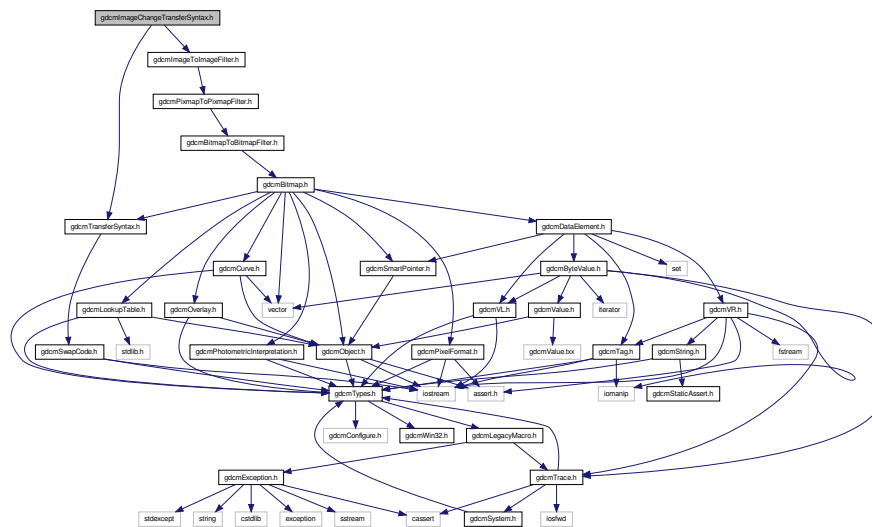 gdcmImageChangeTransferSyntax.h
gdcmImageToImageFilter.h
gdcmPixmapToPixmapFilter.h
gdcmBitmapToBitmapFilter.h
gdcmBitmap.h
gdcmTransferSyntax.h
gdcmDataElement.h
gdcmCurve.h
gdcmSmartPointer.h
gdcmByteValue.h
set
gdcmLookupTable.h
gdcmOverlay.h
vector
gdcmVL.h
gdcmValue.h
iterator
gdcmVR.h
gdcmSwapCode.h
stdlib.h
gdcmPhotometricInterpretation.h
gdcmObject.h
gdcmPixelFormat.h
gdcmValue.txx
gdcmTag.h
gdcmString.h
fstream
gdcmTypes.h
iostream
assert.h
iomanip
gdcmStaticAssert.h
gdcmConfigure.h
gdcmWin32.h
gdcmLegacyMacro.h
gdcmException.h
gdcmTrace.h
stdexcept
string
cstdlib
exception
sstream
cassert
gdcmSystem.h
iosfwd